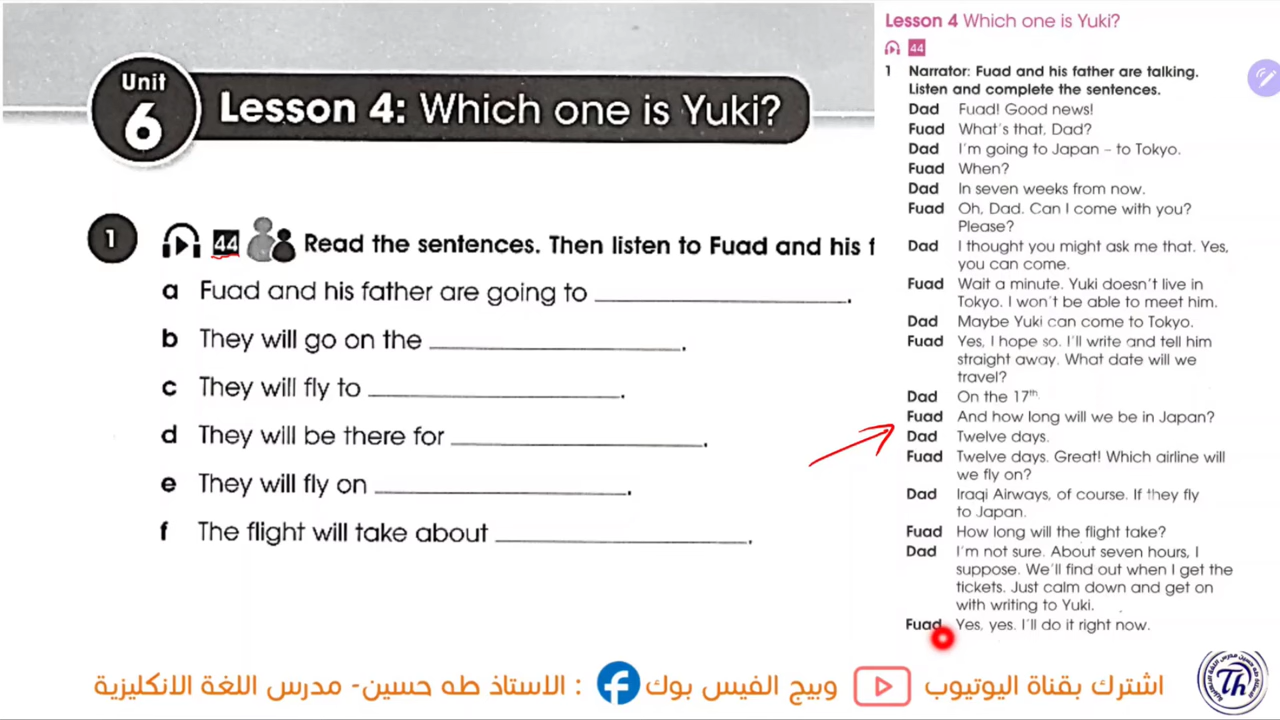 Unit
6
Lesson 4: Which one is Yuki?
1 44 Read the sentences. Then listen to Fuad and his f
a Fuad and his father are going to ____________.
b They will go on the ____________.
c They will fly to ____________.
d They will be there for ____________.
e They will fly on ____________.
f The flight will take about ____________.
Lesson 4 Which one is Yuki?
44
1 Narrator: Fuad and his father are talking.
Listen and complete the sentences.
Dad Fuad! Good news!
Fuad What's that, Dad?
Dad I'm going to Japan – to Tokyo.
Fuad When?
Dad In seven weeks from now.
Fuad Oh, Dad. Can I come with you?
Please?
Dad I thought you might ask me that. Yes,
you can come.
Fuad Wait a minute. Yuki doesn't live in
Tokyo. I won't be able to meet him.
Dad Maybe Yuki can come to Tokyo.
Fuad Yes, I hope so. I'll write and tell him
straight away. What date will we
travel?
Dad On the 17th.
Fuad And how long will we be in Japan?
Dad Twelve days.
Fuad Twelve days. Great! Which airline will
we fly on?
Dad Iraqi Airways, of course. If they fly
to Japan.
Fuad How long will the flight take?
Dad I'm not sure. About seven hours, I
suppose. We'll find out when I get the
tickets. Just calm down and get on
with writing to Yuki.
Fuad Yes, yes. I'll do it right now.
اشترك بقناة اليوتيوب وبيج الفيس بوك : الاستاذ طه حسين- مدرس اللغة الانكليزية
Th